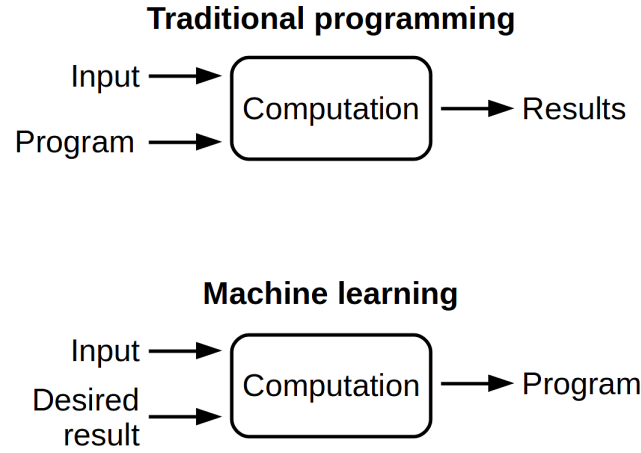 Traditional programming
Input
Computation
Results
Program
Machine learning
Input
Computation
Program
Desired
result